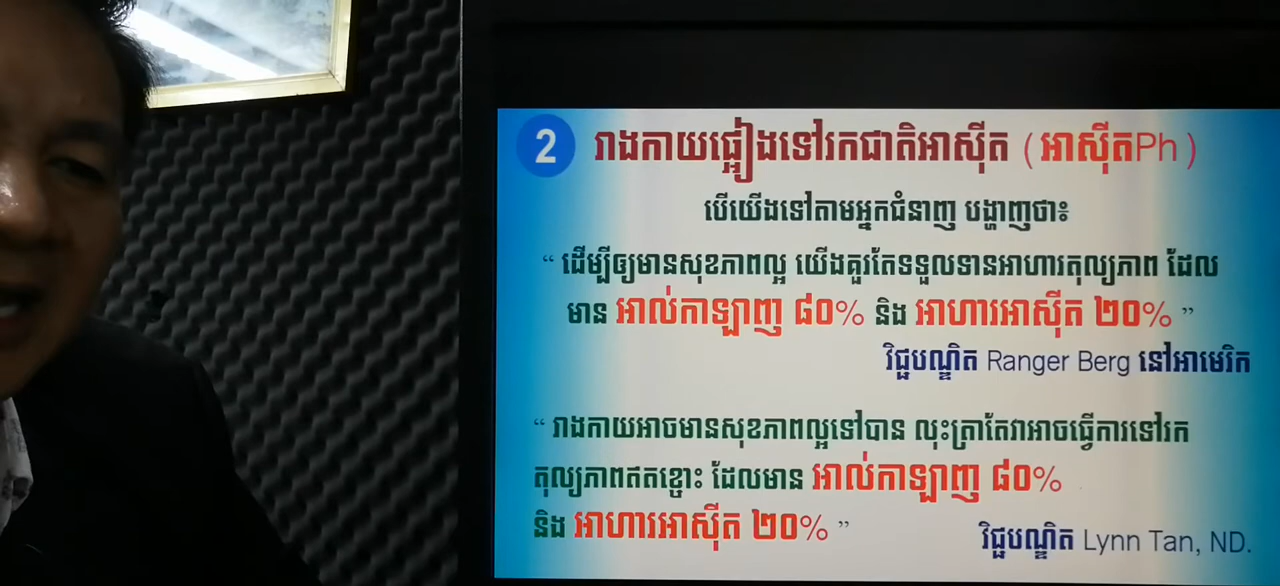 2 រាងកាយផ្អៀងទៅរកជាតិអាស៊ីត ( អាស៊ីតPh )
បើយើងទៅតាមអ្នកជំនាញ បង្ហាញថា៖
“ ដើម្បីឲ្យមានសុខភាពល្អ យើងគួរតែទទួលទានអាហារតុល្យភាព ដែល
មាន អាល់កាឡាញ ៨០% និង អាហារអាស៊ីត ២០% ”
វិជ្ជបណ្ឌិត Ranger Berg នៅអាមេរិក
“ រាងកាយអាចមានសុខភាពល្អទៅបាន លុះត្រាតែវាអាចធ្វើការទៅរក
តុល្យភាពឥតខ្ចោះ ដែលមាន អាល់កាឡាញ ៨០%
និង អាហារអាស៊ីត ២០% ”
វិជ្ជបណ្ឌិត Lynn Tan, ND.